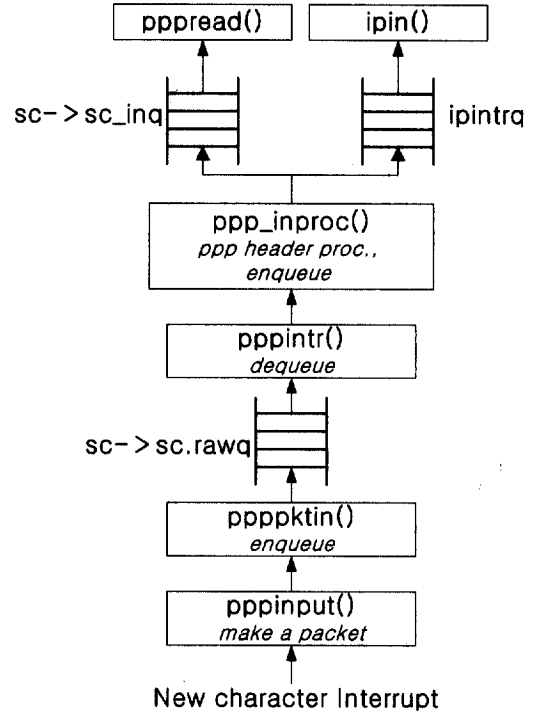 pppread()
ipin()
sc->sc_inq
ipintrq
ppp_inproc()
ppp header proc.,
enqueue
pppintr()
dequeue
sc->sc.rawq
ppppktin()
enqueue
pppinput()
make a packet
New character Interrupt